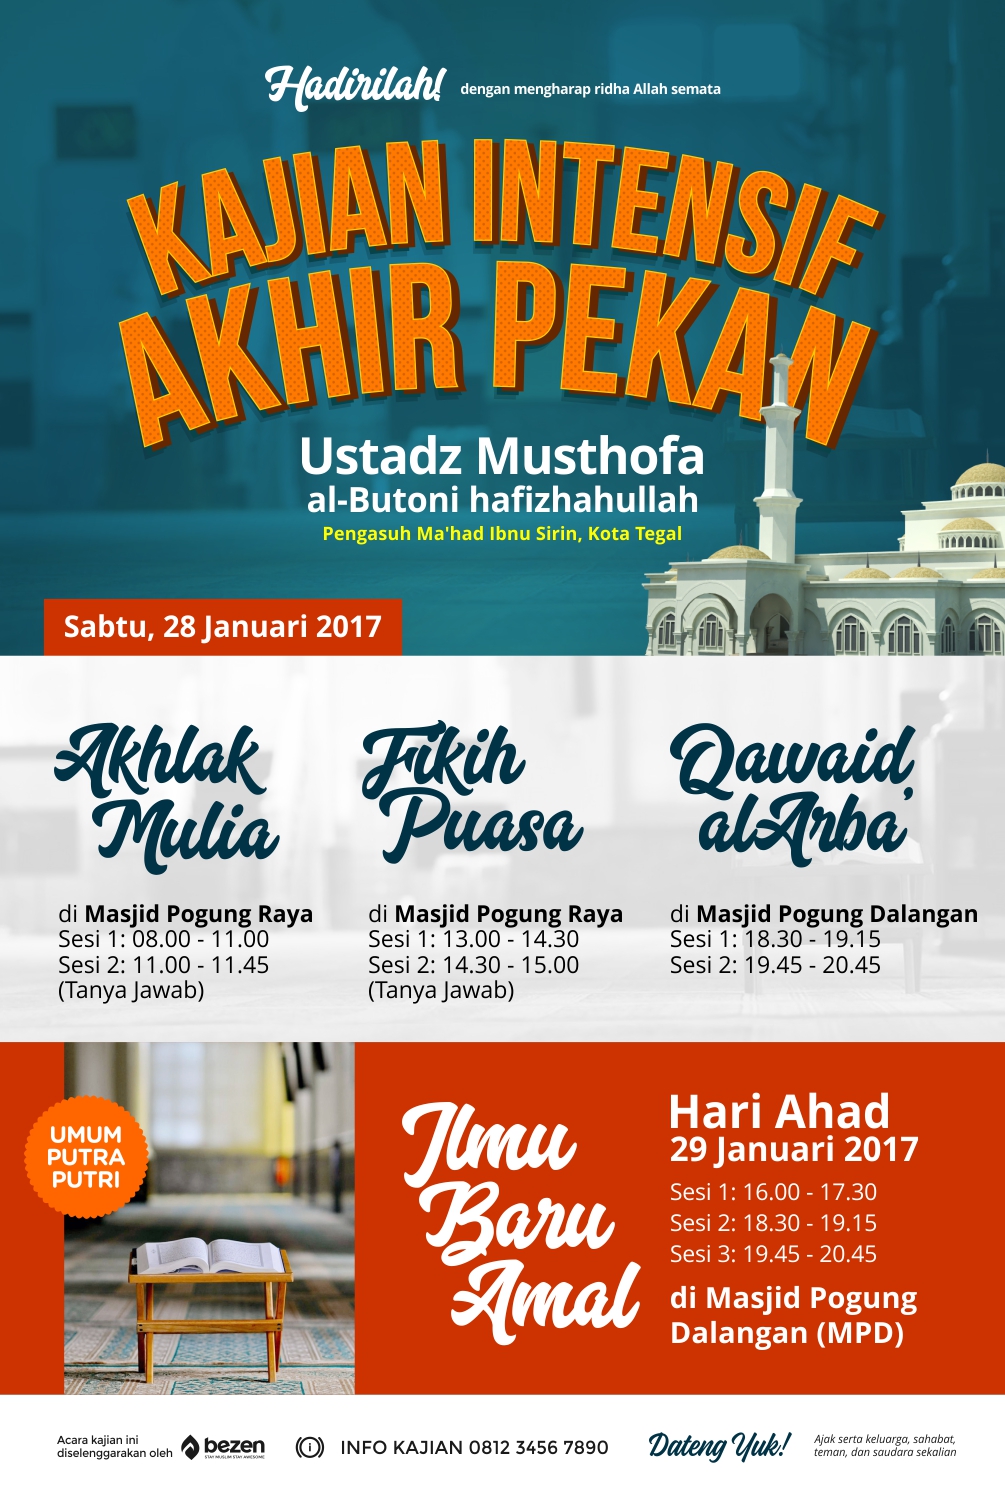 Hadirilah! dengan mengharap ridha Allah semata
KAJIAN INTENSIF
AKHIR PEKAN
Ustadz Musthofa
al-Butoni hafizhahullah
Pengasuh Ma'had Ibnu Sirin, Kota Tegal
Sabtu, 28 Januari 2017
Akhlak
Mulia
di Masjid Pogung Raya
Sesi 1: 08.00 - 11.00
Sesi 2: 11.00 - 11.45
(Tanya Jawab)
Fikih
Puasa
di Masjid Pogung Raya
Sesi 1: 13.00 - 14.30
Sesi 2: 14.30 - 15.00
(Tanya Jawab)
Qawaid
alArba'
di Masjid Pogung Dalangan
Sesi 1: 18.30 - 19.15
Sesi 2: 19.45 - 20.45
UMUM
PUTRA
PUTRI
Ilmu
Baru
Amal
Hari Ahad
29 Januari 2017
Sesi 1: 16.00 - 17.30
Sesi 2: 18.30 - 19.15
Sesi 3: 19.45 - 20.45
di Masjid Pogung
Dalangan (MPD)
Acara kajian ini
diselenggarakan oleh
bezen
STAY MUSLIM STAY AWESOME
INFO KAJIAN 0812 3456 7890
Dateng Yuk!
Ajak serta keluarga, sahabat,
teman, dan saudara sekalian